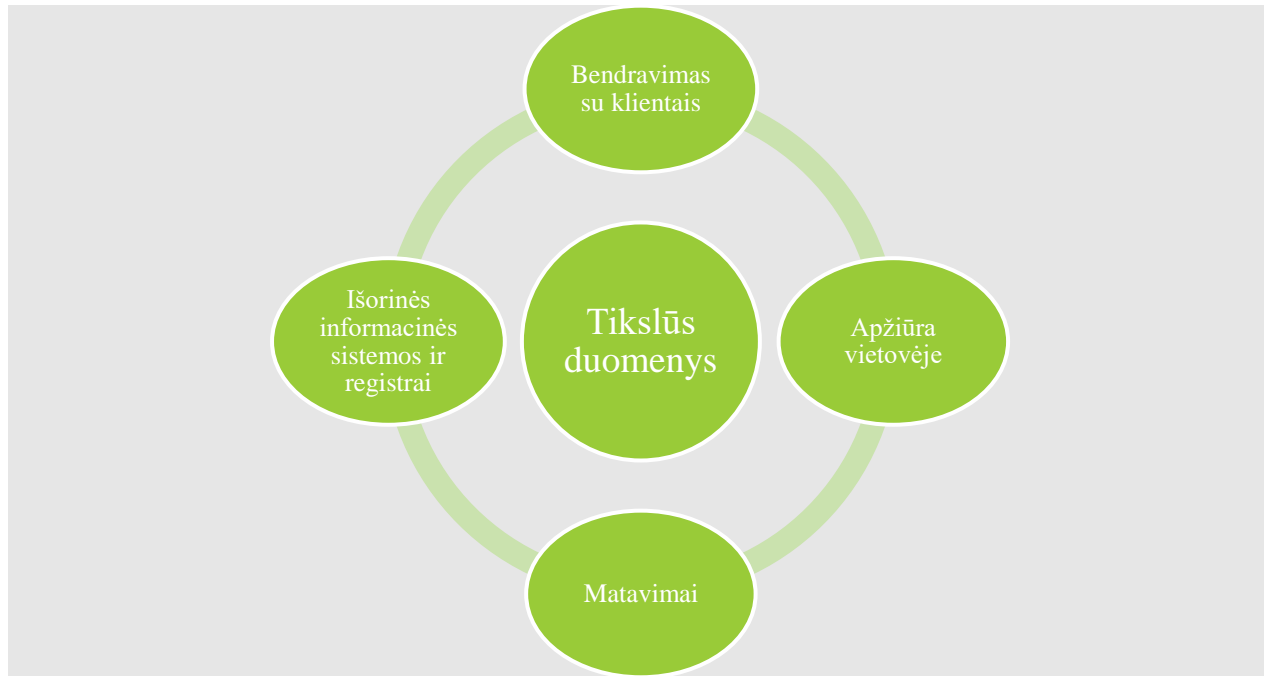 Bendravimas
su klientais
Išorinės
informacinės
sistemos ir
registrai
Tikslūs
duomenys
Apžiūra
vietovėje
Matavimai